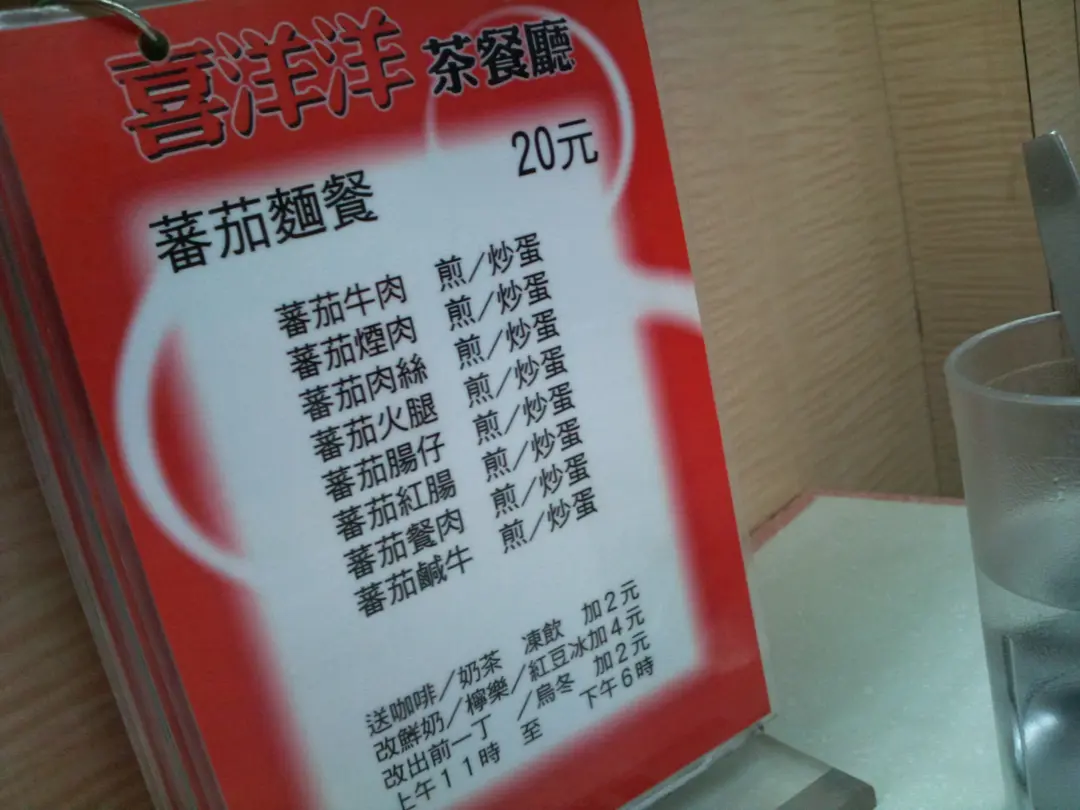 喜洋洋 茶餐廳
蕃茄麵餐 20元
蕃茄牛肉 煎／炒蛋
蕃茄煙肉 煎／炒蛋
蕃茄肉絲 煎／炒蛋
蕃茄火腿 煎／炒蛋
蕃茄腸仔 煎／炒蛋
蕃茄紅腸 煎／炒蛋
蕃茄餐肉 煎／炒蛋
蕃茄鹹牛 煎／炒蛋
送咖啡／奶茶 凍飲 加2元
改鮮奶／檸樂／紅豆冰加4元
改出前一丁 ／烏冬 加2元
上午11時 至 下午6時